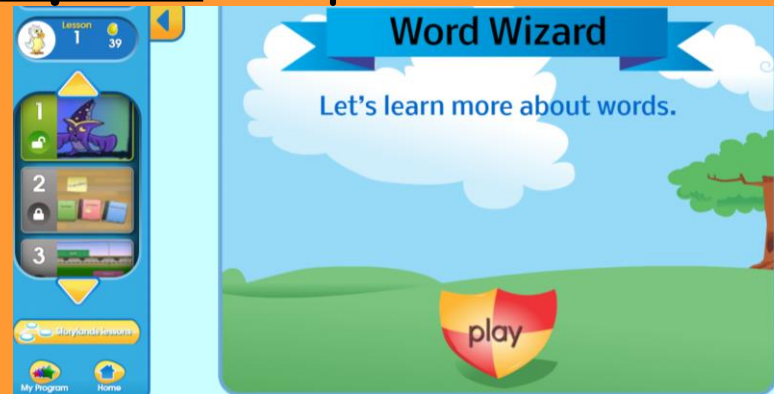 Lesson
1
39
1
2
3
Storylands lessons
My Program
Home
Word Wizard
Let's learn more about words.
play